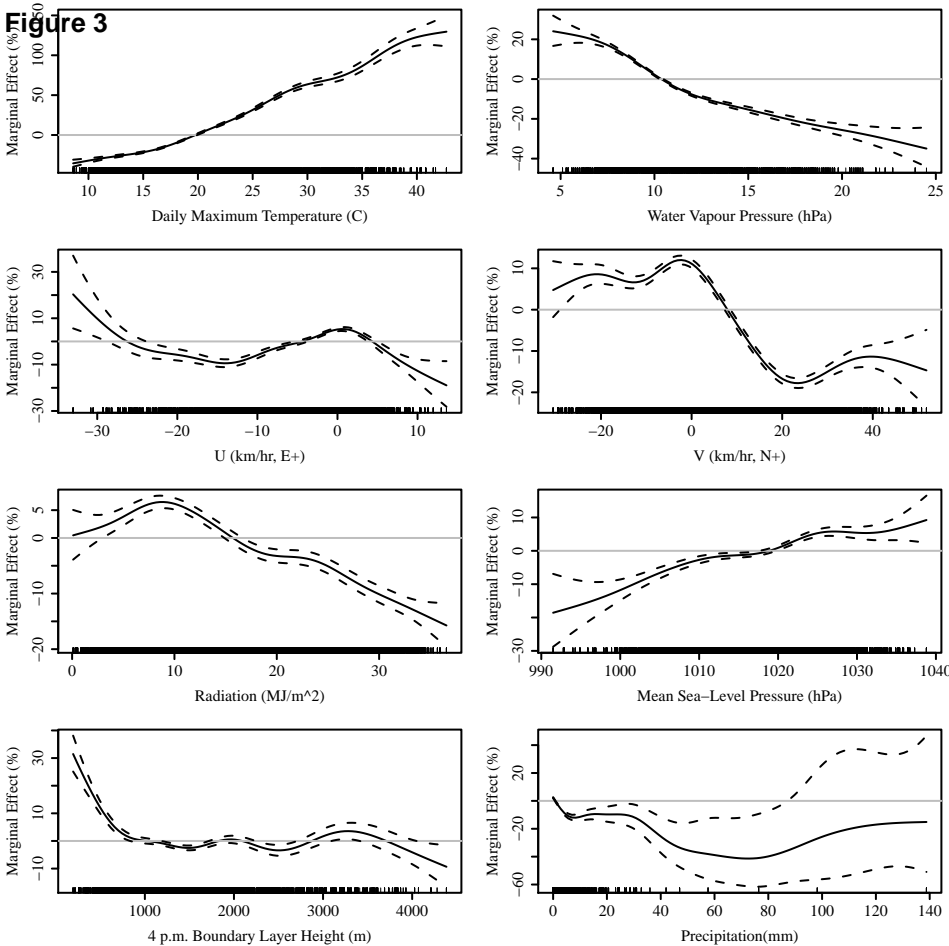 Figure 3
Marginal Effect (%)
0 50 100 150
10 15 20 25 30 35 40
Daily Maximum Temperature (C)
Marginal Effect (%)
−40 −20 0 20
5 10 15 20 25
Water Vapour Pressure (hPa)
Marginal Effect (%)
−30 −10 10 30
−30 −20 −10 0 10
U (km/hr, E+)
Marginal Effect (%)
−20 −10 0 10
−20 0 20 40
V (km/hr, N+)
Marginal Effect (%)
−20 −10 0 5
0 10 20 30
Radiation (MJ/m^2)
Marginal Effect (%)
−30 −10 0 10
990 1000 1010 1020 1030 1040
Mean Sea−Level Pressure (hPa)
Marginal Effect (%)
−10 10 30
1000 2000 3000 4000
4 p.m. Boundary Layer Height (m)
Marginal Effect (%)
−60 −20 20
0 20 40 60 80 100 120 140
Precipitation(mm)